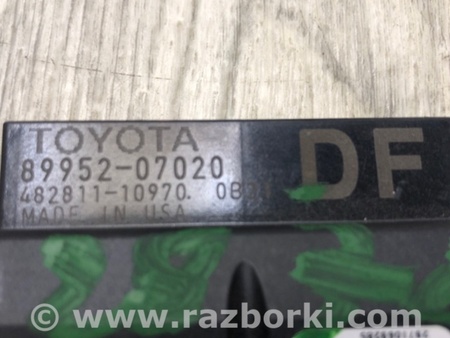 TOYOTA
89952-07020
482811-10970.
MADE IN USA
DF
© www.razborki.com